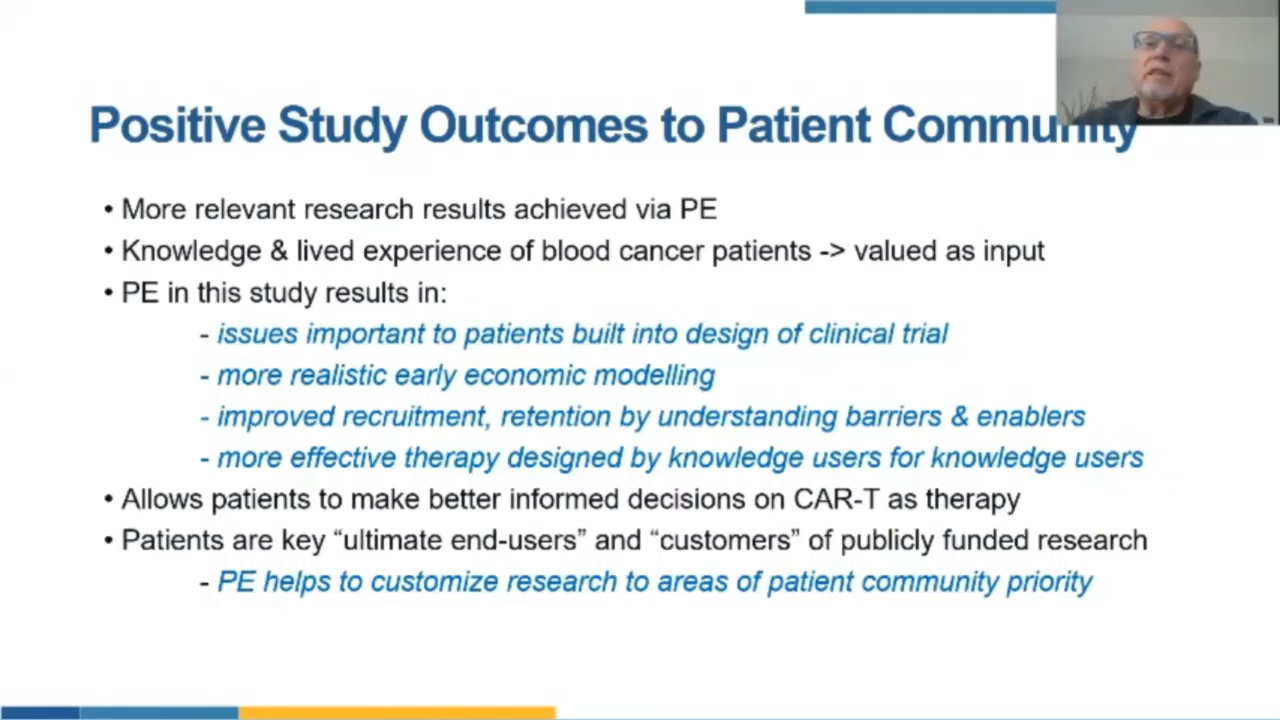 Positive Study Outcomes to Patient Community
• More relevant research results achieved via PE
• Knowledge & lived experience of blood cancer patients -> valued as input
• PE in this study results in:
- issues important to patients built into design of clinical trial
- more realistic early economic modelling
- improved recruitment, retention by understanding barriers & enablers
- more effective therapy designed by knowledge users for knowledge users
• Allows patients to make better informed decisions on CAR-T as therapy
• Patients are key “ultimate end-users” and “customers” of publicly funded research
- PE helps to customize research to areas of patient community priority